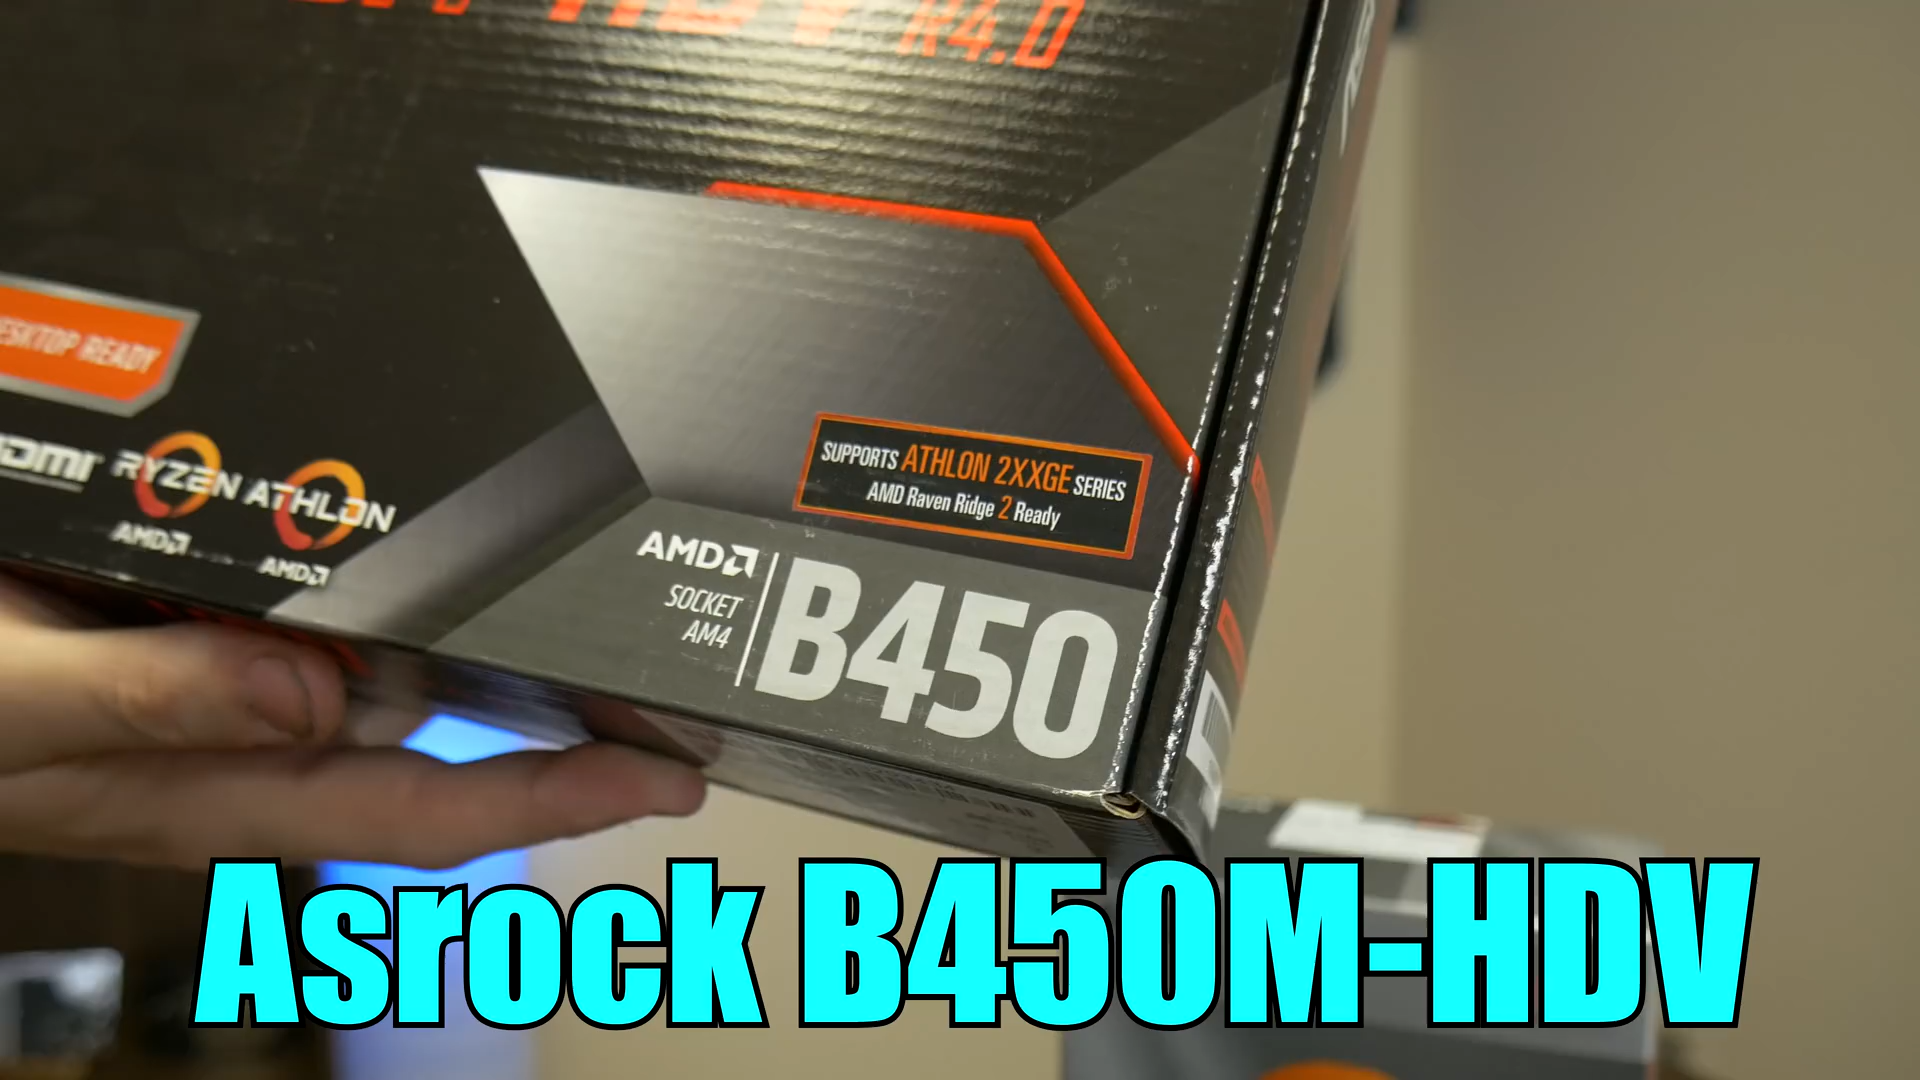 R4.0
DESKTOP READY
HDMI
RYZEN
AMD
ATHLON
AMD
SUPPORTS ATHLON 2XXGE SERIES
AMD Raven Ridge 2 Ready
AMD
SOCKET
AM4
B450
Asrock B450M-HDV